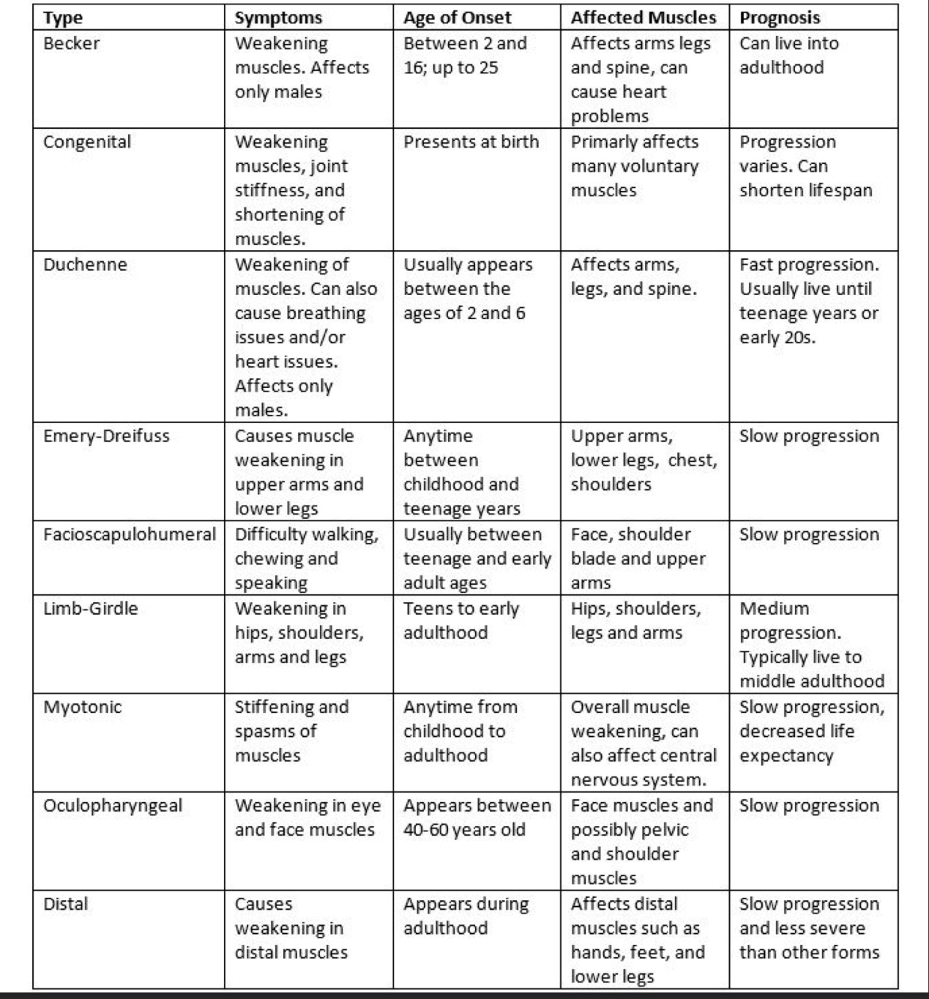 Type Symptoms Age of Onset Affected Muscles Prognosis
Becker
Weakening
muscles. Affects
only males
Between 2 and
16; up to 25
Affects arms legs
and spine, can
cause heart
problems
Can live into
adulthood
Congenital
Weakening
muscles, joint
stiffness, and
shortening of
muscles.
Presents at birth
Primarly affects
many voluntary
muscles
Progression
varies. Can
shorten lifespan
Duchenne
Weakening of
muscles. Can also
cause breathing
issues and/or
heart issues.
Affects only
males.
Usually appears
between the
ages of 2 and 6
Affects arms,
legs, and spine.
Fast progression.
Usually live until
teenage years or
early 20s.
Emery-Dreifuss
Causes muscle
weakening in
upper arms and
lower legs
Anytime
between
childhood and
teenage years
Upper arms,
lower legs, chest,
shoulders
Slow progression
Facioscapulohumeral
Difficulty walking,
chewing and
speaking
Usually between
teenage and early
adult ages
Face, shoulder
blade and upper
arms
Slow progression
Limb-Girdle
Weakening in
hips, shoulders,
arms and legs
Teens to early
adulthood
Hips, shoulders,
legs and arms
Medium
progression.
Typically live to
middle adulthood
Myotonic
Stiffening and
spasms of
muscles
Anytime from
childhood to
adulthood
Overall muscle
weakening, can
also affect central
nervous system.
Slow progression,
decreased life
expectancy
Oculopharyngeal
Weakening in eye
and face muscles
Appears between
40-60 years old
Face muscles and
possibly pelvic
and shoulder
muscles
Slow progression
Distal
Causes
weakening in
distal muscles
Appears during
adulthood
Affects distal
muscles such as
hands, feet, and
lower legs
Slow progression
and less severe
than other forms